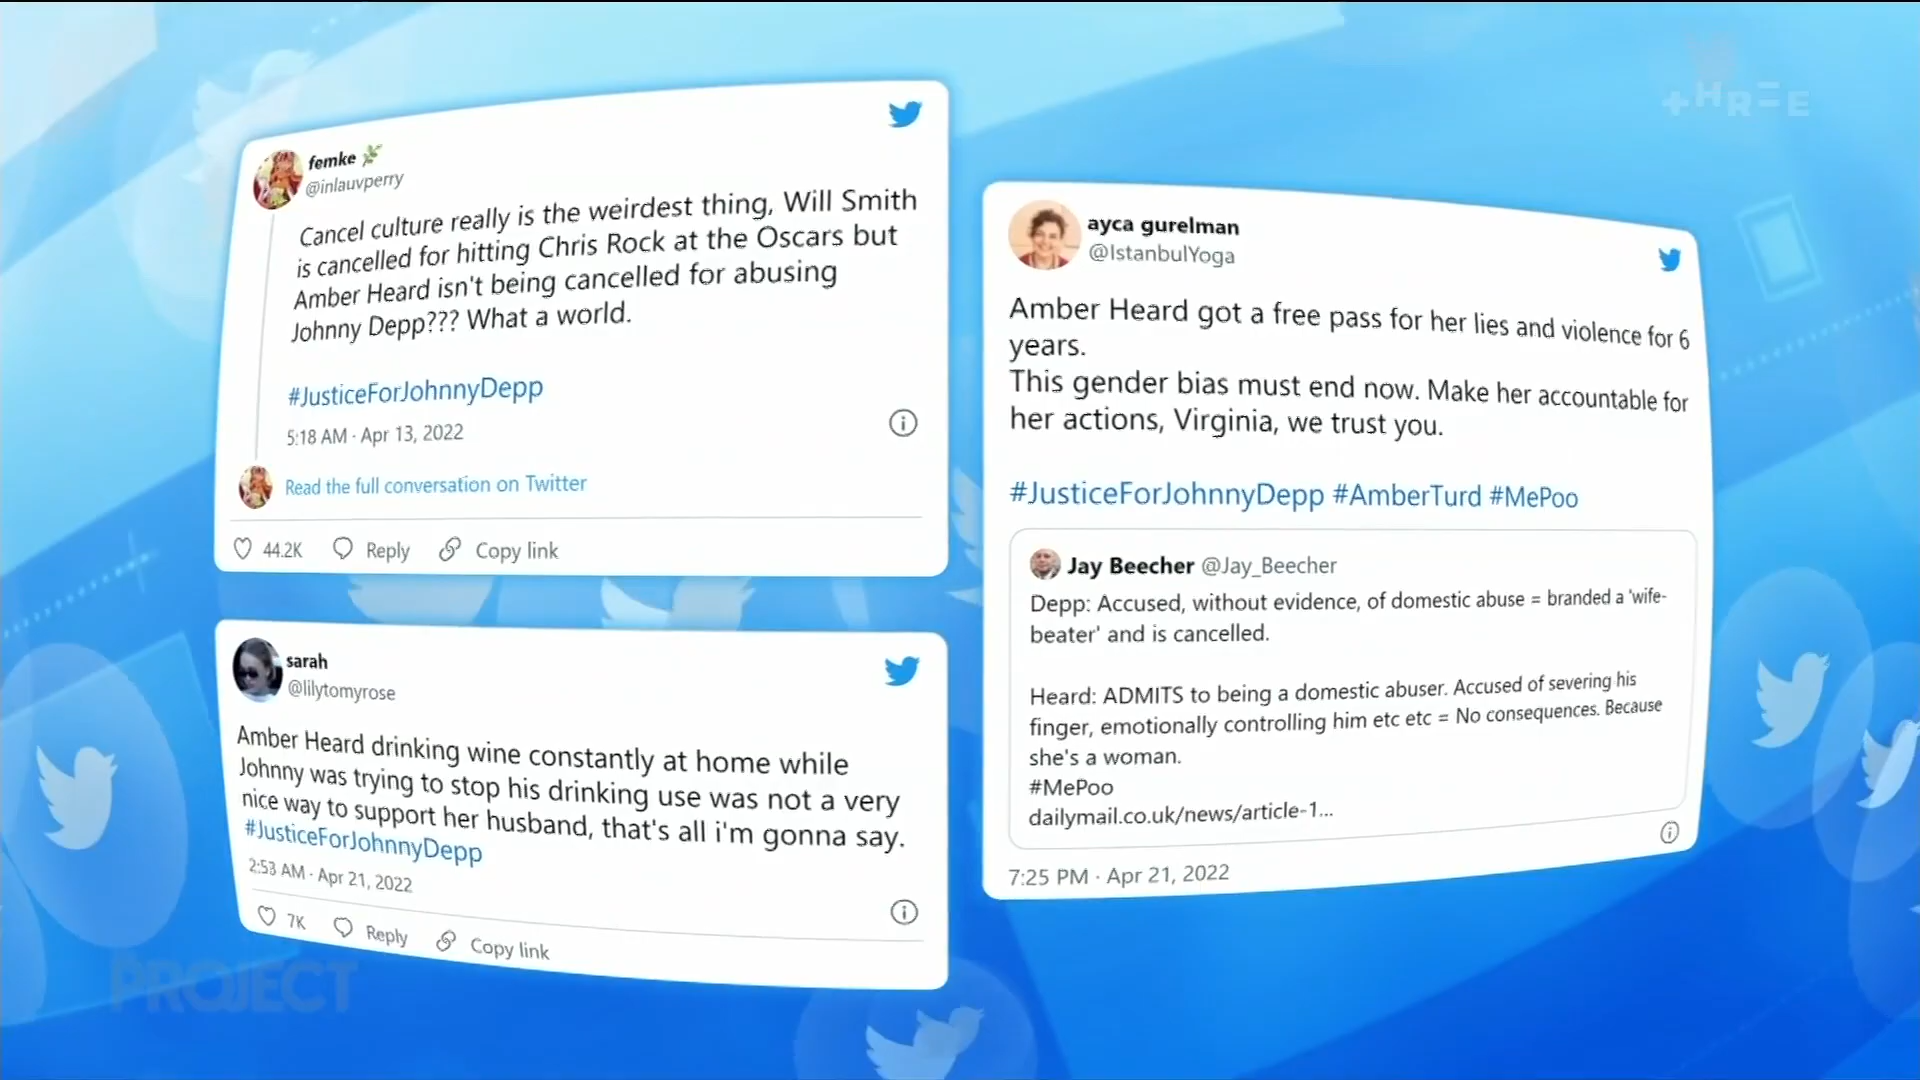 +HR=E
femke
@inlauvperry
Cancel culture really is the weirdest thing, Will Smith
is cancelled for hitting Chris Rock at the Oscars but
Amber Heard isn't being cancelled for abusing
Johnny Depp??? What a world.
#JusticeForJohnnyDepp
5:18 AM · Apr 13, 2022
Read the full conversation on Twitter
44.2K Reply Copy link
sarah
@lilytomyrose
Amber Heard drinking wine constantly at home while
Johnny was trying to stop his drinking use was not a very
nice way to support her husband, that's all i'm gonna say.
#JusticeForJohnnyDepp
2:53 AM · Apr 21, 2022
7K Reply Copy link
ayca gurelman
@IstanbulYoga
Amber Heard got a free pass for her lies and violence for 6
years.
This gender bias must end now. Make her accountable for
her actions, Virginia, we trust you.
#JusticeForJohnnyDepp #AmberTurd #MePoo
Jay Beecher @Jay_Beecher
Depp: Accused, without evidence, of domestic abuse = branded a 'wife-
beater' and is cancelled.
Heard: ADMITS to being a domestic abuser. Accused of severing his
finger, emotionally controlling him etc etc = No consequences. Because
she's a woman.
#MePoo
dailymail.co.uk/news/article-1...
7:25 PM · Apr 21, 2022
PROJECT